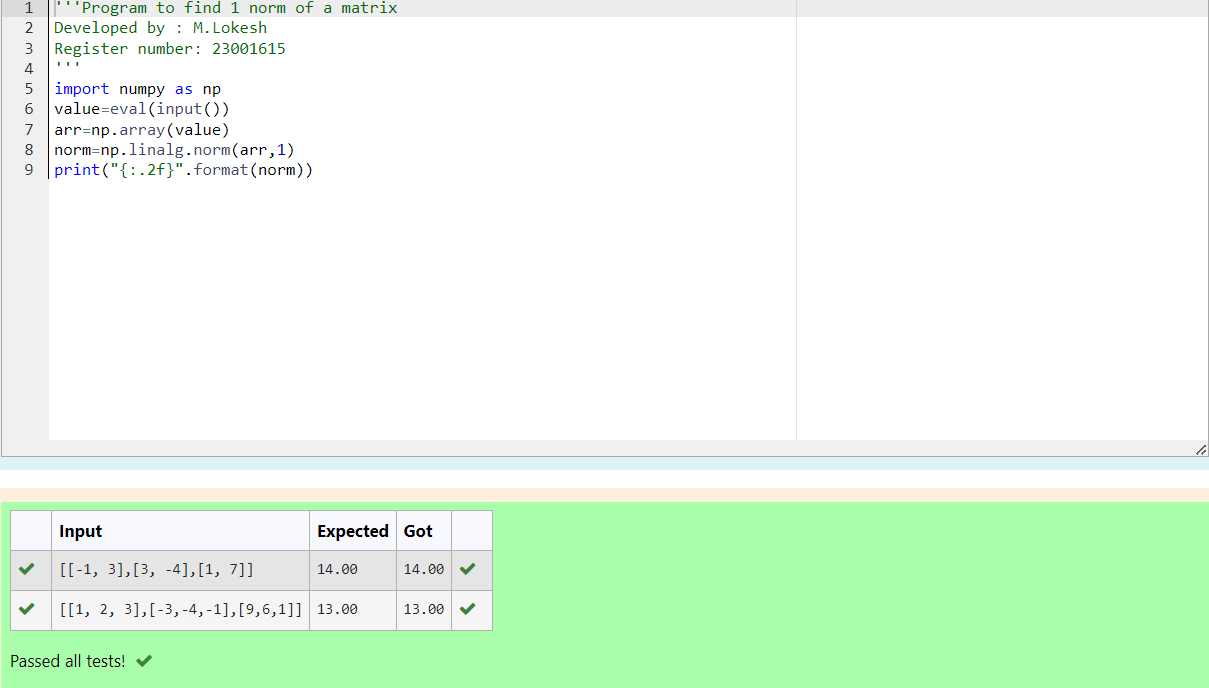 1 '''Program to find 1 norm of a matrix
2 Developed by : M.Lokesh
3 Register number: 23001615
4 '''
5 import numpy as np
6 value=eval(input())
7 arr=np.array(value)
8 norm=np.linalg.norm(arr,1)
9 print("{:.2f}".format(norm))
Input Expected Got
[[-1, 3],[3, -4],[1, 7]] 14.00 14.00
[[1, 2, 3],[-3,-4,-1],[9,6,1]] 13.00 13.00
Passed all tests!